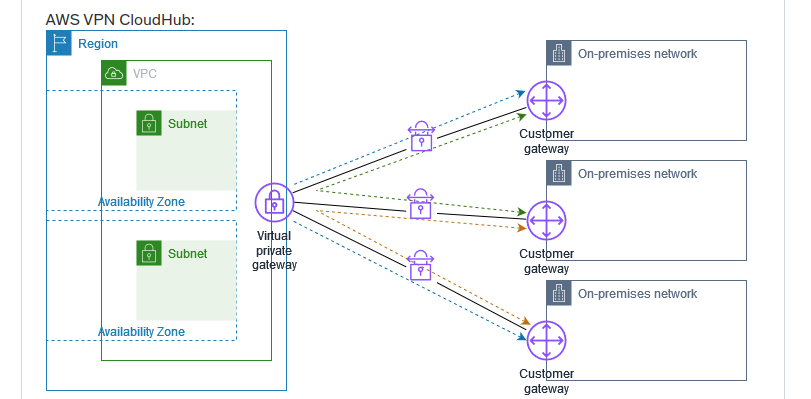 AWS VPN CloudHub:
Region
VPC
Subnet
Availability Zone
Subnet
Availability Zone
Virtual
private
gateway
On-premises network
Customer
gateway
On-premises network
Customer
gateway
On-premises network
Customer
gateway